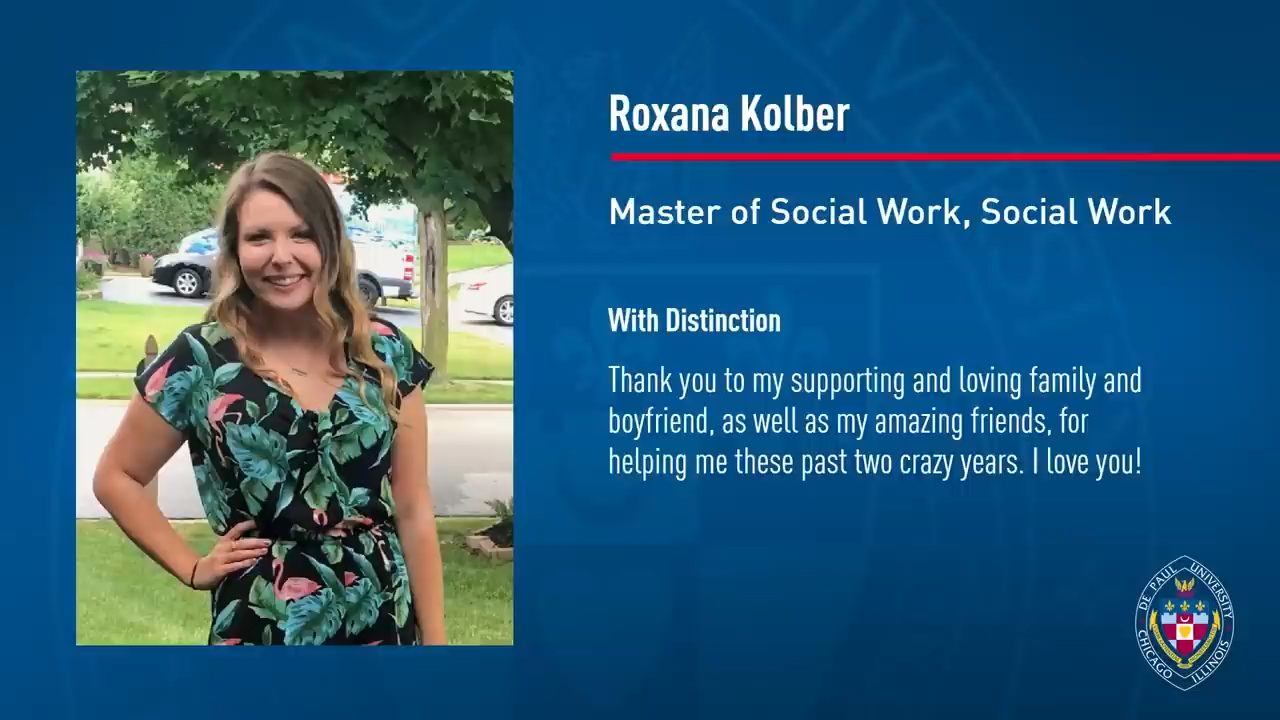 Roxana Kolber
Master of Social Work, Social Work
With Distinction
Thank you to my supporting and loving family and
boyfriend, as well as my amazing friends, for
helping me these past two crazy years. I love you!
DE PAUL UNIVERSITY
CHICAGO ILLINOIS